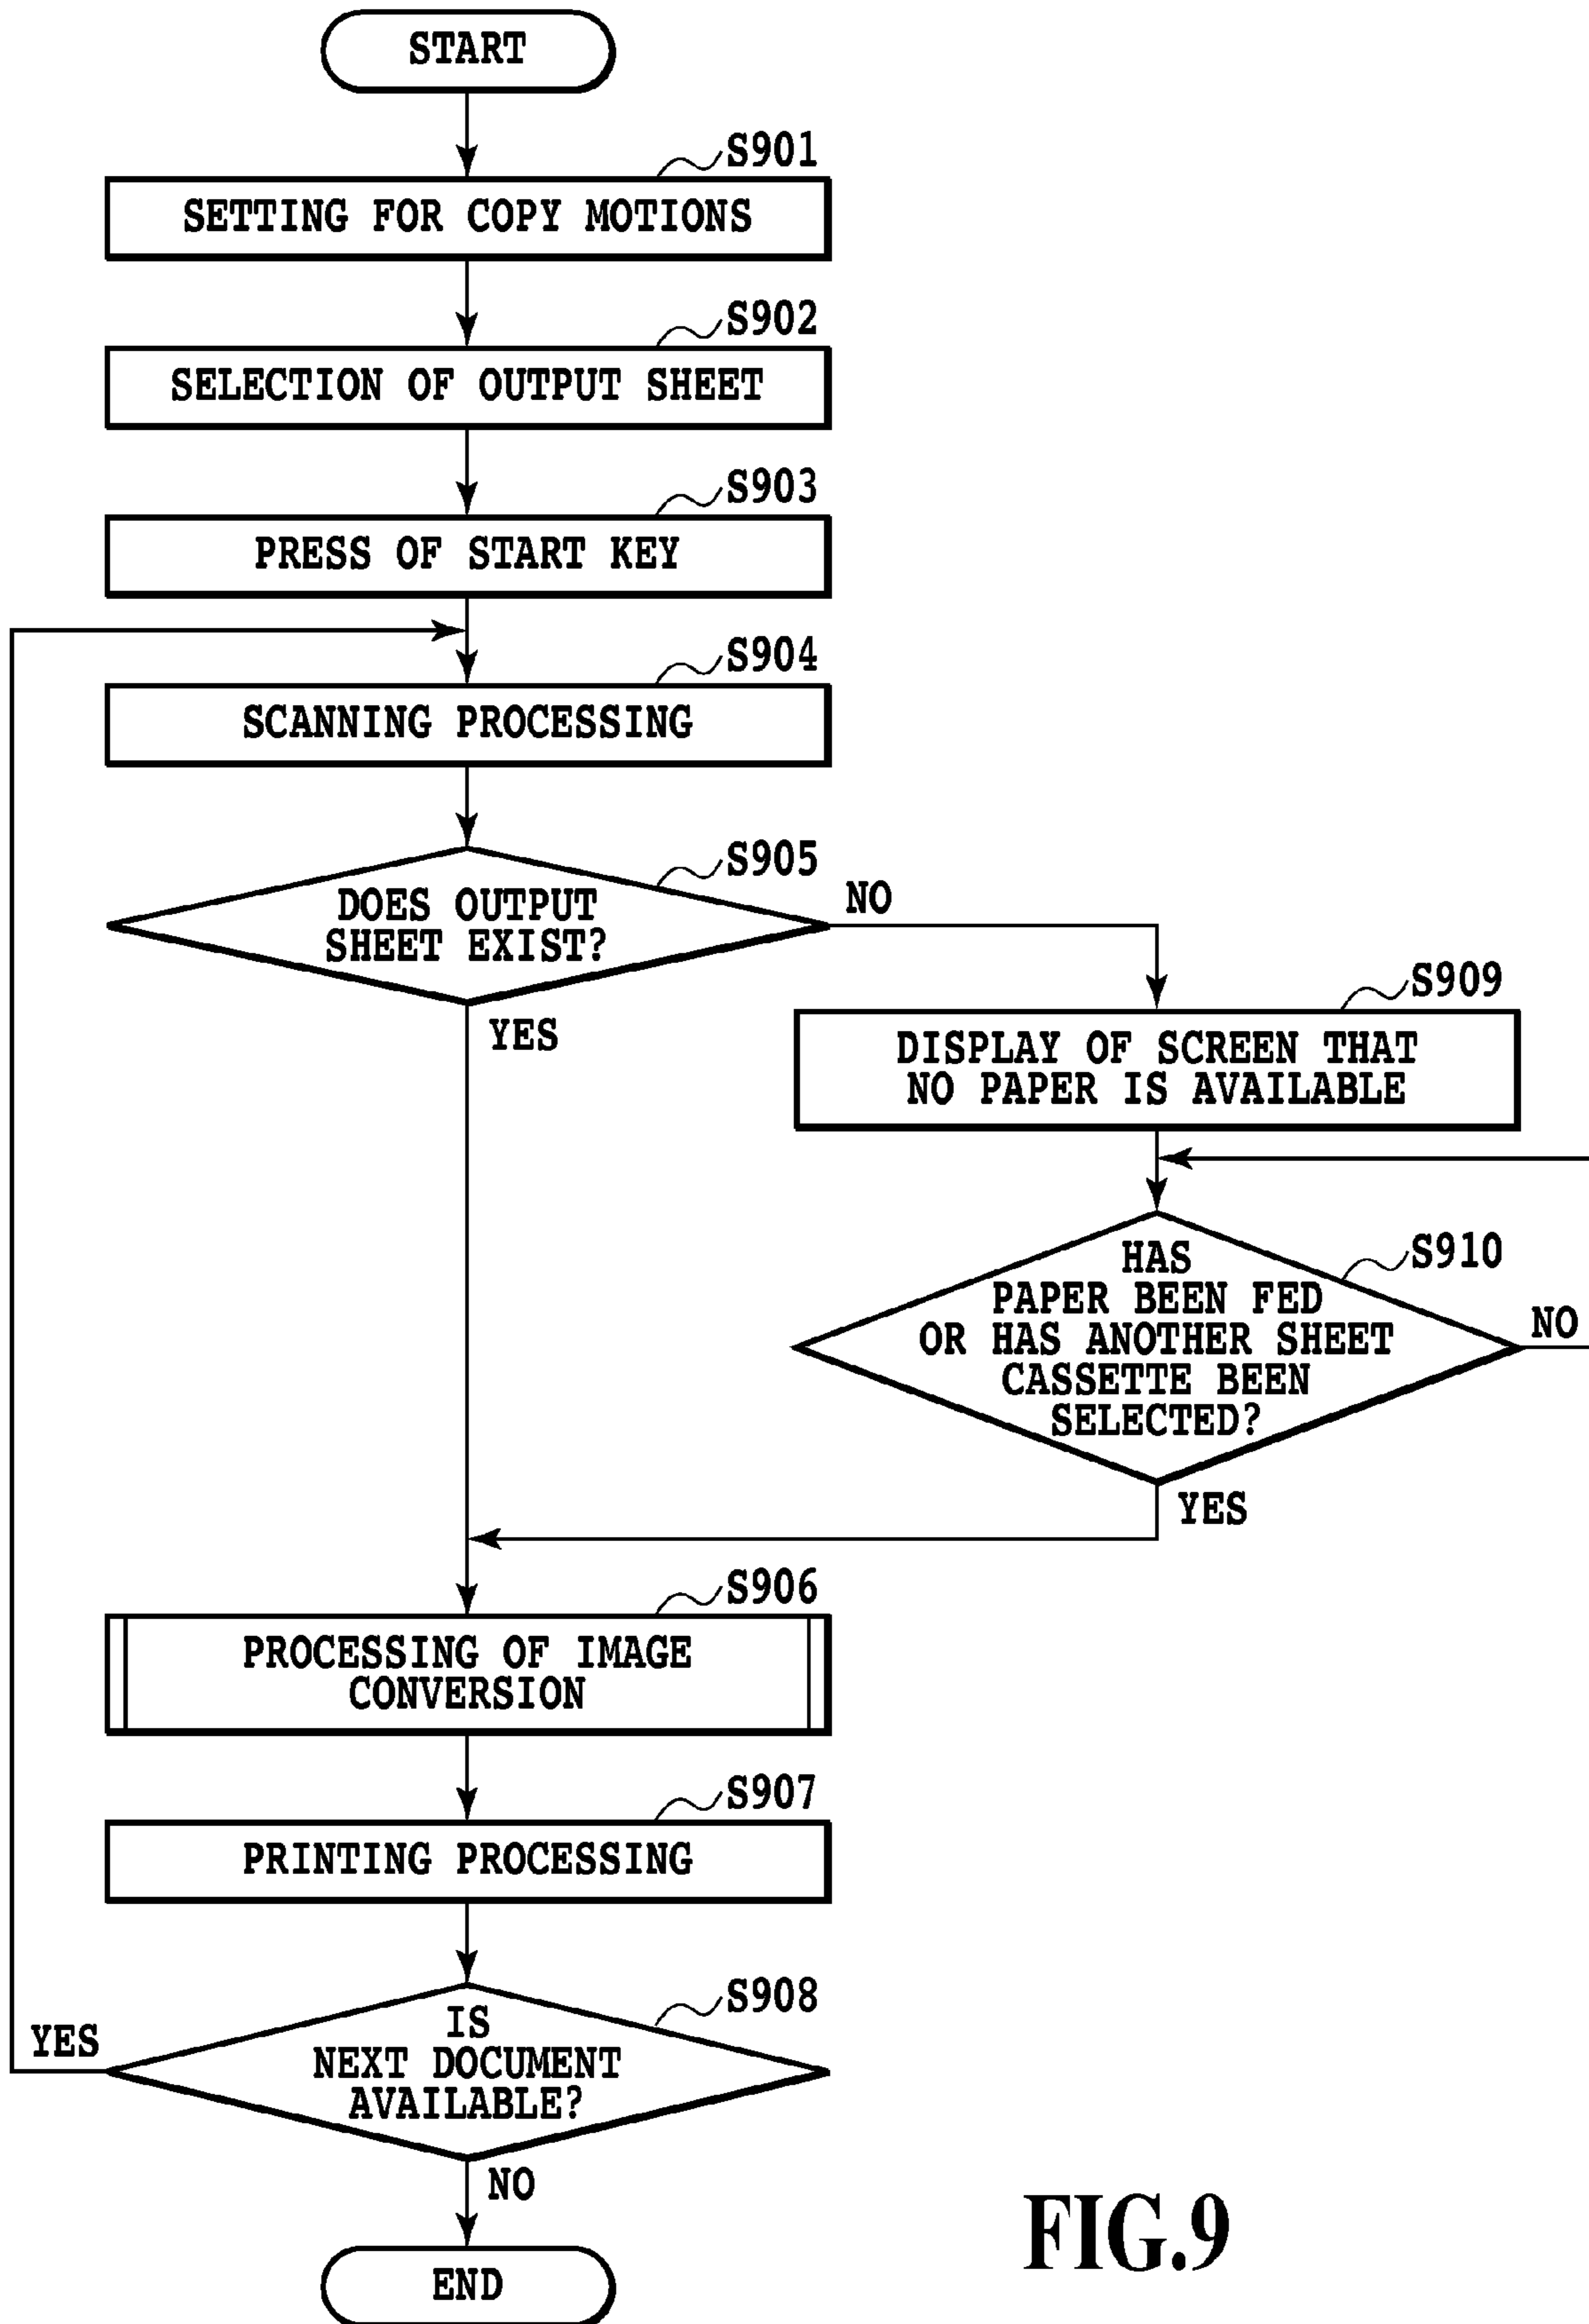 START
S901
SETTING FOR COPY MOTIONS
S902
SELECTION OF OUTPUT SHEET
S903
PRESS OF START KEY
S904
SCANNING PROCESSING
S905
DOES OUTPUT
SHEET EXIST?
NO
YES
S909
DISPLAY OF SCREEN THAT
NO PAPER IS AVAILABLE
S910
HAS
PAPER BEEN FED
OR HAS ANOTHER SHEET
CASSETTE BEEN
SELECTED?
NO
YES
S906
PROCESSING OF IMAGE
CONVERSION
S907
PRINTING PROCESSING
S908
IS
NEXT DOCUMENT
AVAILABLE?
YES
NO
END
FIG.9